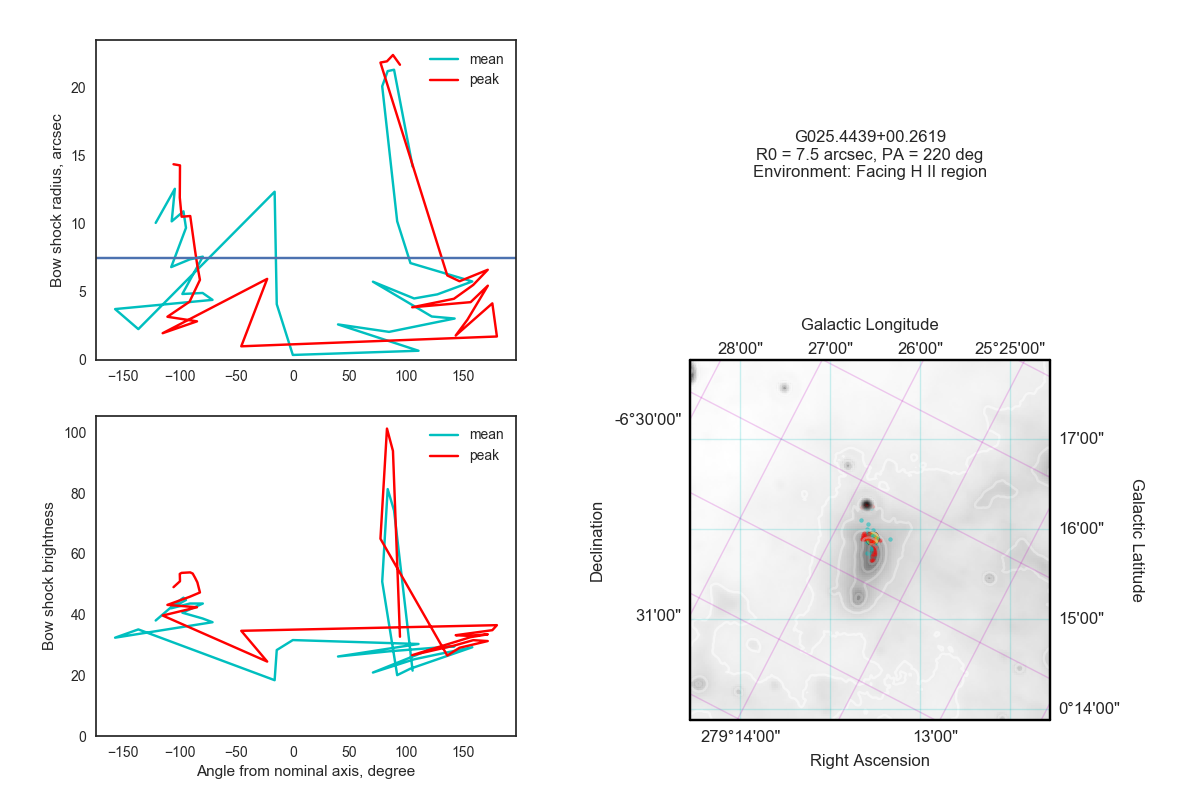 Bow shock radius, arcsec
20
15
10
5
0
mean
peak
−150
−100
−50
0
50
100
150
Bow shock brightness
100
80
60
40
20
0
mean
peak
−150
−100
−50
0
50
100
150
Angle from nominal axis, degree
G025.4439+00.2619
R0 = 7.5 arcsec, PA = 220 deg
Environment: Facing H II region
Galactic Longitude
28'00"
27'00"
26'00"
25°25'00"
-6°30'00"
31'00"
Declination
17'00"
16'00"
15'00"
0°14'00"
Galactic Latitude
279°14'00"
13'00"
Right Ascension